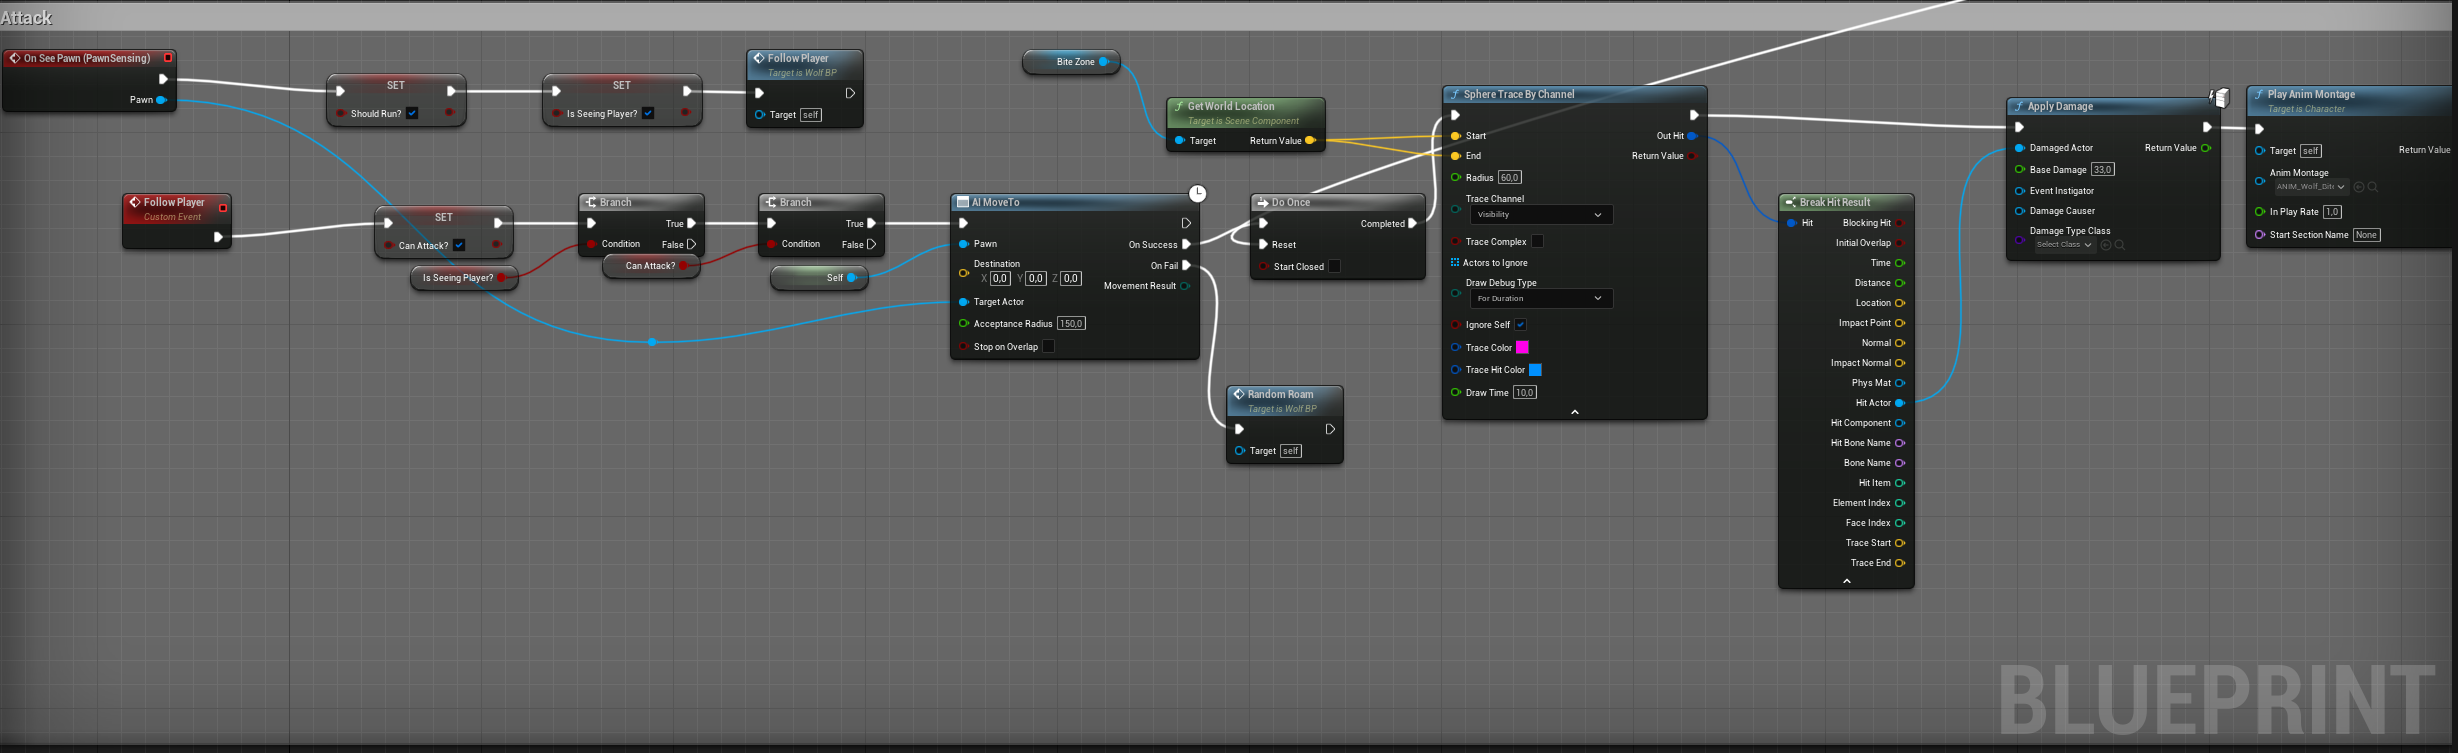 Attack
On See Pawn (PawnSensing)
Pawn
SET
Should Run?
SET
Is Seeing Player?
Follow Player
Target is Wolf BP
Target self
Follow Player
Custom Event
SET
Can Attack?
Is Seeing Player?
Branch
True
Condition False
Can Attack?
Branch
True
Condition False
Self
AI MoveTo
Pawn On Success
Destination On Fail
X 0,0 Y 0,0 Z 0,0
Movement Result
Target Actor
Acceptance Radius 150,0
Stop on Overlap
Bite Zone
Get World Location
Target is Scene Component
Target Return Value
Do Once
Completed
Reset
Start Closed
Random Roam
Target is Wolf BP
Target self
Sphere Trace By Channel
Start Out Hit
End Return Value
Radius 60,0
Trace Channel
Visibility
Trace Complex
Actors to Ignore
Draw Debug Type
For Duration
Ignore Self
Trace Color
Trace Hit Color
Draw Time 10,0
Break Hit Result
Hit Blocking Hit
Initial Overlap
Time
Distance
Location
Impact Point
Normal
Impact Normal
Phys Mat
Hit Actor
Hit Component
Hit Bone Name
Bone Name
Hit Item
Element Index
Face Index
Trace Start
Trace End
Apply Damage
Damaged Actor Return Value
Base Damage 33,0
Event Instigator
Damage Causer
Damage Type Class
Select Class
Play Anim Montage
Target is Character
Target self Return Value
Anim Montage
ANIM_Wolf_Bite
In Play Rate 1,0
Start Section Name None
BLUEPRINT